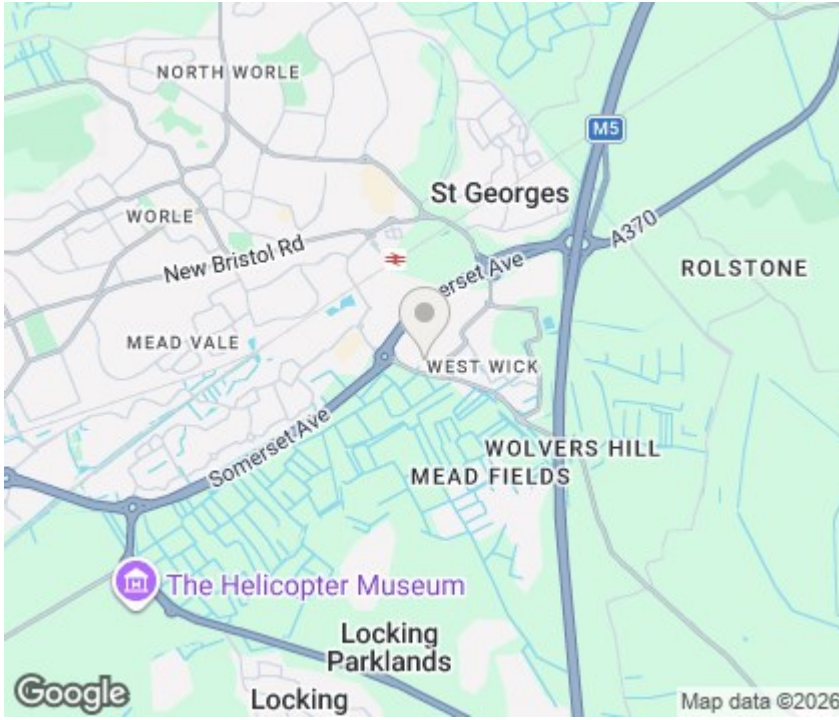 NORTH WORLE
M5
St Georges
A370
WORLE
New Bristol Rd
ROLSTONE
Somerset Ave
MEAD VALE
WEST WICK
Somerset Ave
WOLVERS HILL
MEAD FIELDS
The Helicopter Museum
Locking
Parklands
Locking
Google
Map data ©2026